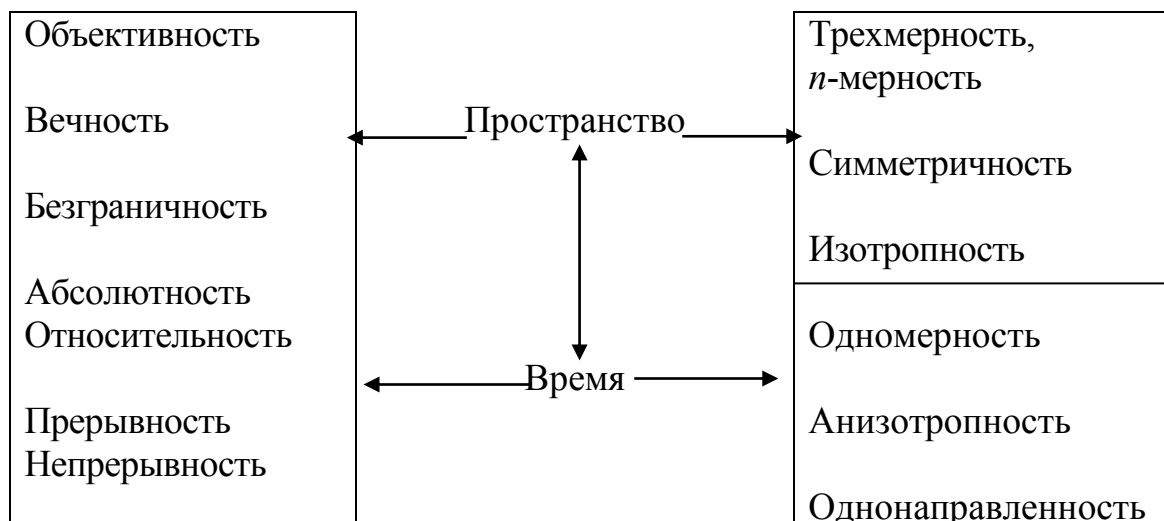 Объективность
Вечность
Безграничность
Абсолютность
Относительность
Прерывность
Непрерывность
Пространство
Время
Трехмерность,
n-мерность
Симметричность
Изотропность
Одномерность
Анизотропность
Однонаправленность